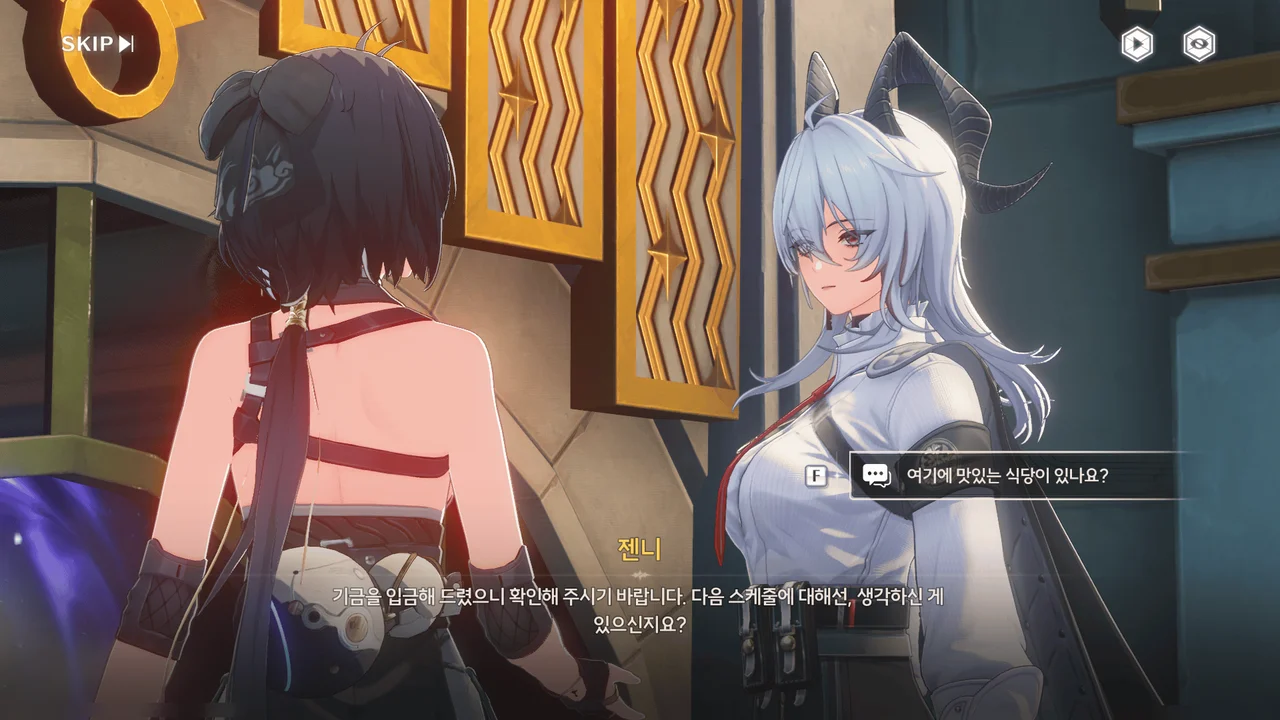 SKIP
F
여기에 맛있는 식당이 있나요?
젠니
기금을 입금해 드렸으니 확인해 주시기 바랍니다. 다음 스케줄에 대해선, 생각하신 게
있으신지요?